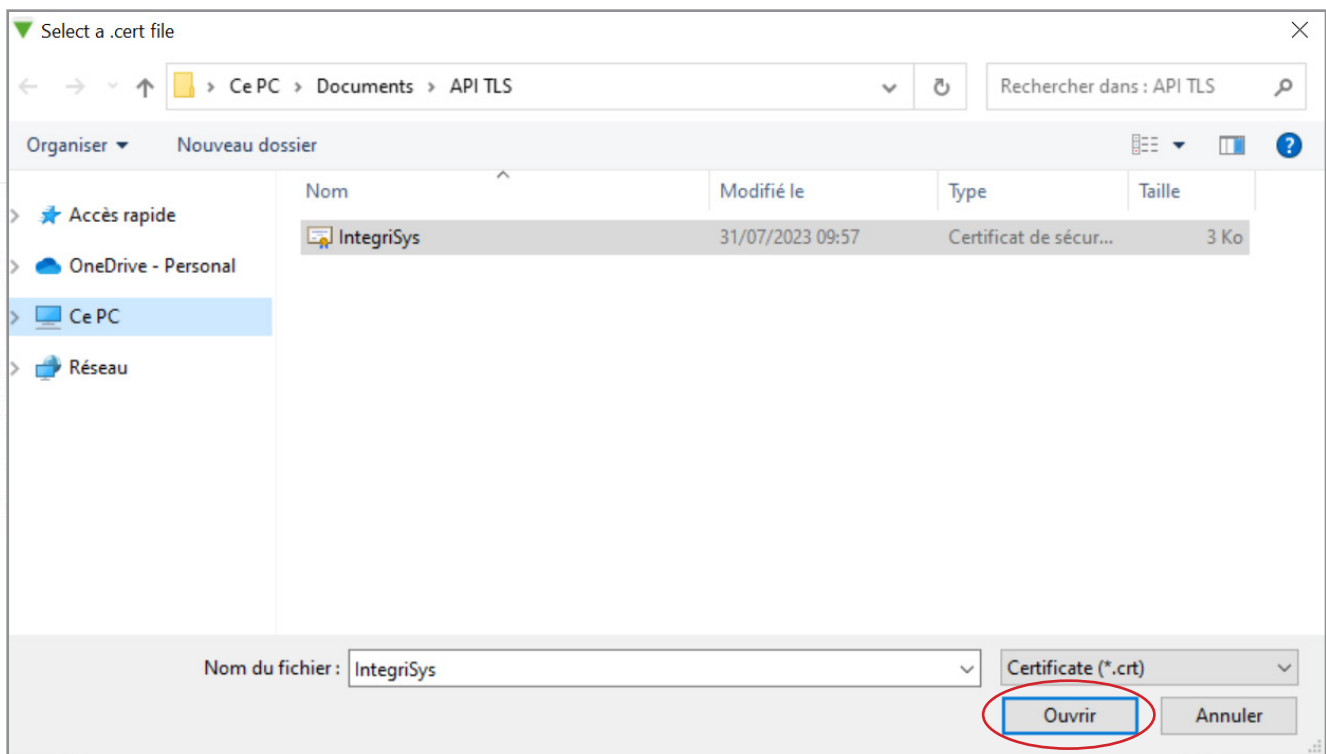 Select a .cert file
Ce PC > Documents > API TLS
Rechercher dans : API TLS
Organiser
Nouveau dossier
?
Nom
Modifié le
Type
Taille
Accès rapide
IntegriSys
31/07/2023 09:57
Certificat de sécur...
3 Ko
OneDrive - Personal
Ce PC
Réseau
Nom du fichier :
IntegriSys
Certificate (*.crt)
Ouvrir
Annuler